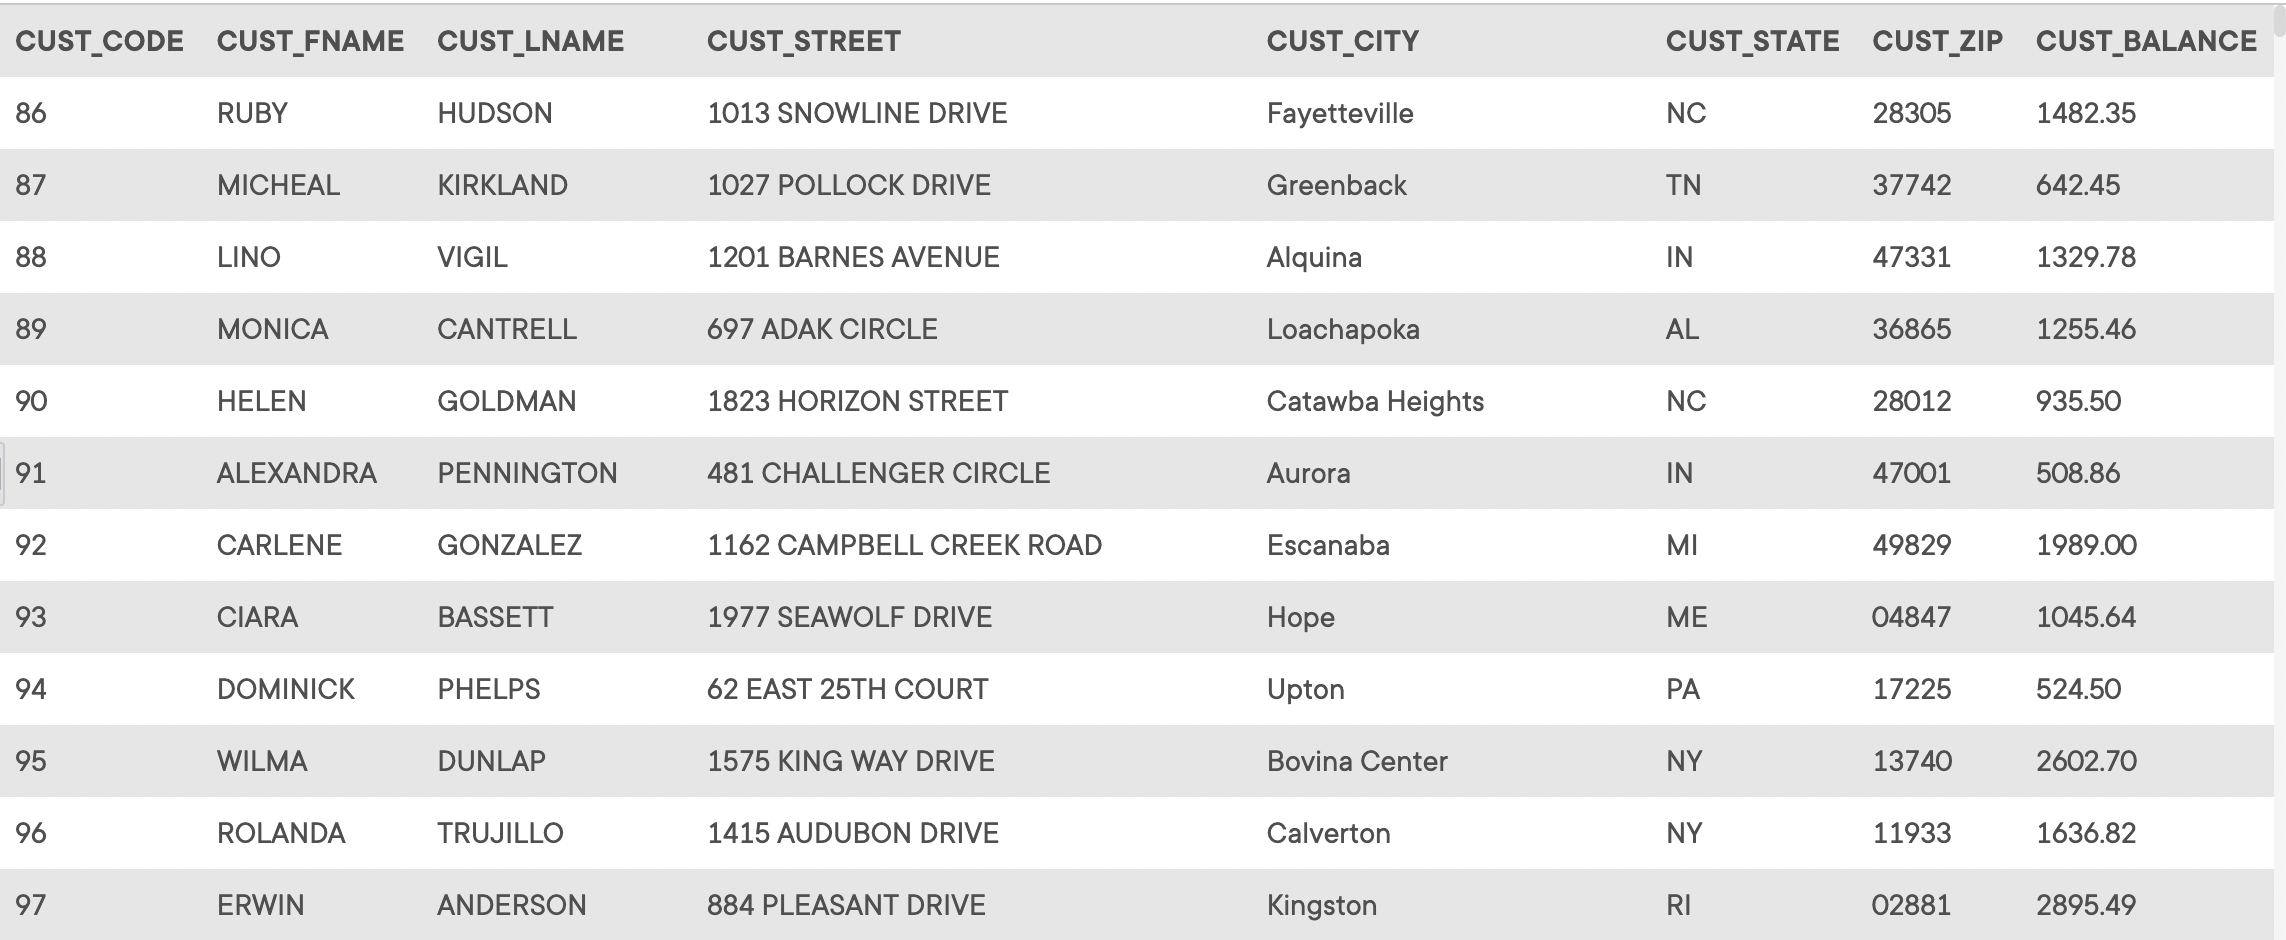 CUST_CODE CUST_FNAME CUST_LNAME CUST_STREET CUST_CITY CUST_STATE CUST_ZIP CUST_BALANCE
86 RUBY HUDSON 1013 SNOWLINE DRIVE Fayetteville NC 28305 1482.35
87 MICHEAL KIRKLAND 1027 POLLOCK DRIVE Greenback TN 37742 642.45
88 LINO VIGIL 1201 BARNES AVENUE Alquina IN 47331 1329.78
89 MONICA CANTRELL 697 ADAK CIRCLE Loachapoka AL 36865 1255.46
90 HELEN GOLDMAN 1823 HORIZON STREET Catawba Heights NC 28012 935.50
91 ALEXANDRA PENNINGTON 481 CHALLENGER CIRCLE Aurora IN 47001 508.86
92 CARLENE GONZALEZ 1162 CAMPBELL CREEK ROAD Escanaba MI 49829 1989.00
93 CIARA BASSETT 1977 SEAWOLF DRIVE Hope ME 04847 1045.64
94 DOMINICK PHELPS 62 EAST 25TH COURT Upton PA 17225 524.50
95 WILMA DUNLAP 1575 KING WAY DRIVE Bovina Center NY 13740 2602.70
96 ROLANDA TRUJILLO 1415 AUDUBON DRIVE Calverton NY 11933 1636.82
97 ERWIN ANDERSON 884 PLEASANT DRIVE Kingston RI 02881 2895.49